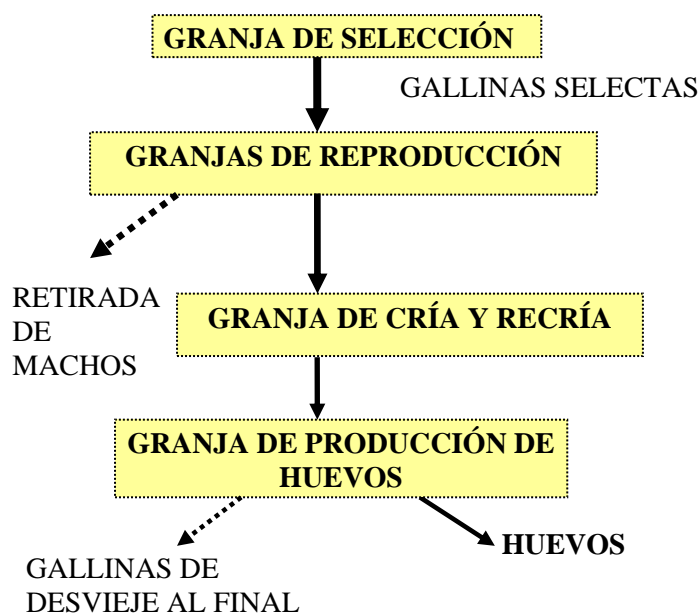 GRANJA DE SELECCIÓN
GALLINAS SELECTAS
GRANJAS DE REPRODUCCIÓN
RETIRADA
DE
MACHOS
GRANJA DE CRÍA Y RECRÍA
GRANJA DE PRODUCCIÓN DE
HUEVOS
HUEVOS
GALLINAS DE
DESVIEJE AL FINAL